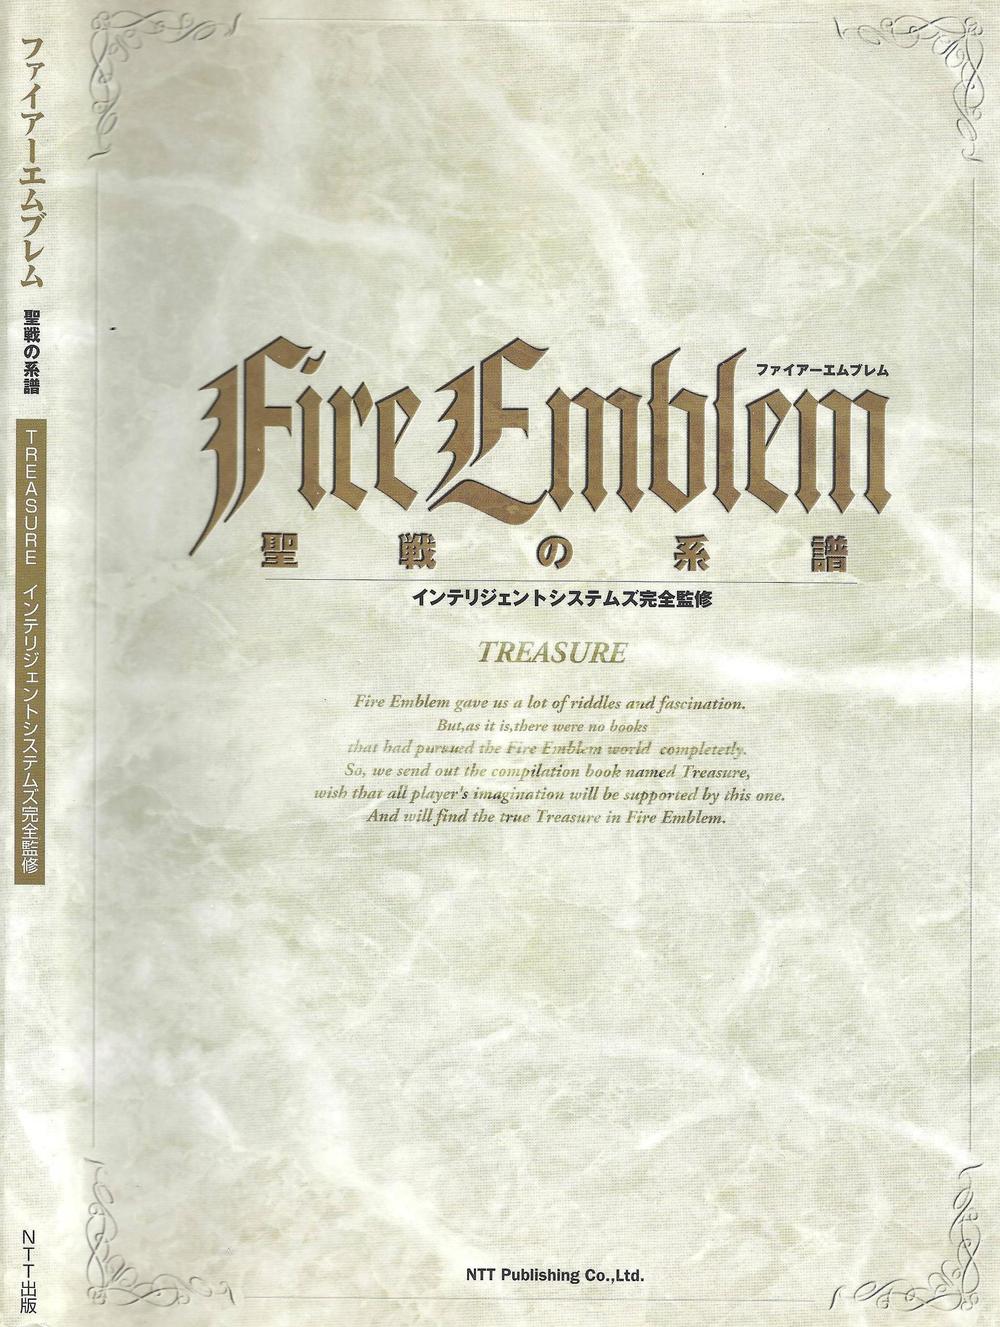 ファイアーエムブレム 聖戦の系譜 TREASURE インテリジェントシステムズ完全監修 NTT出版
Fire Emblem
ファイアーエムブレム
聖戦の系譜
インテリジェントシステムズ完全監修
TREASURE
Fire Emblem gave us a lot of riddles and fascination.
But,as it is,there were no books
that had pursued the Fire Emblem world completetly.
So, we send out the compilation book named Treasure,
wish that all player's imagination will be supported by this one.
And will find the true Treasure in Fire Emblem.
NTT Publishing Co.,Ltd.